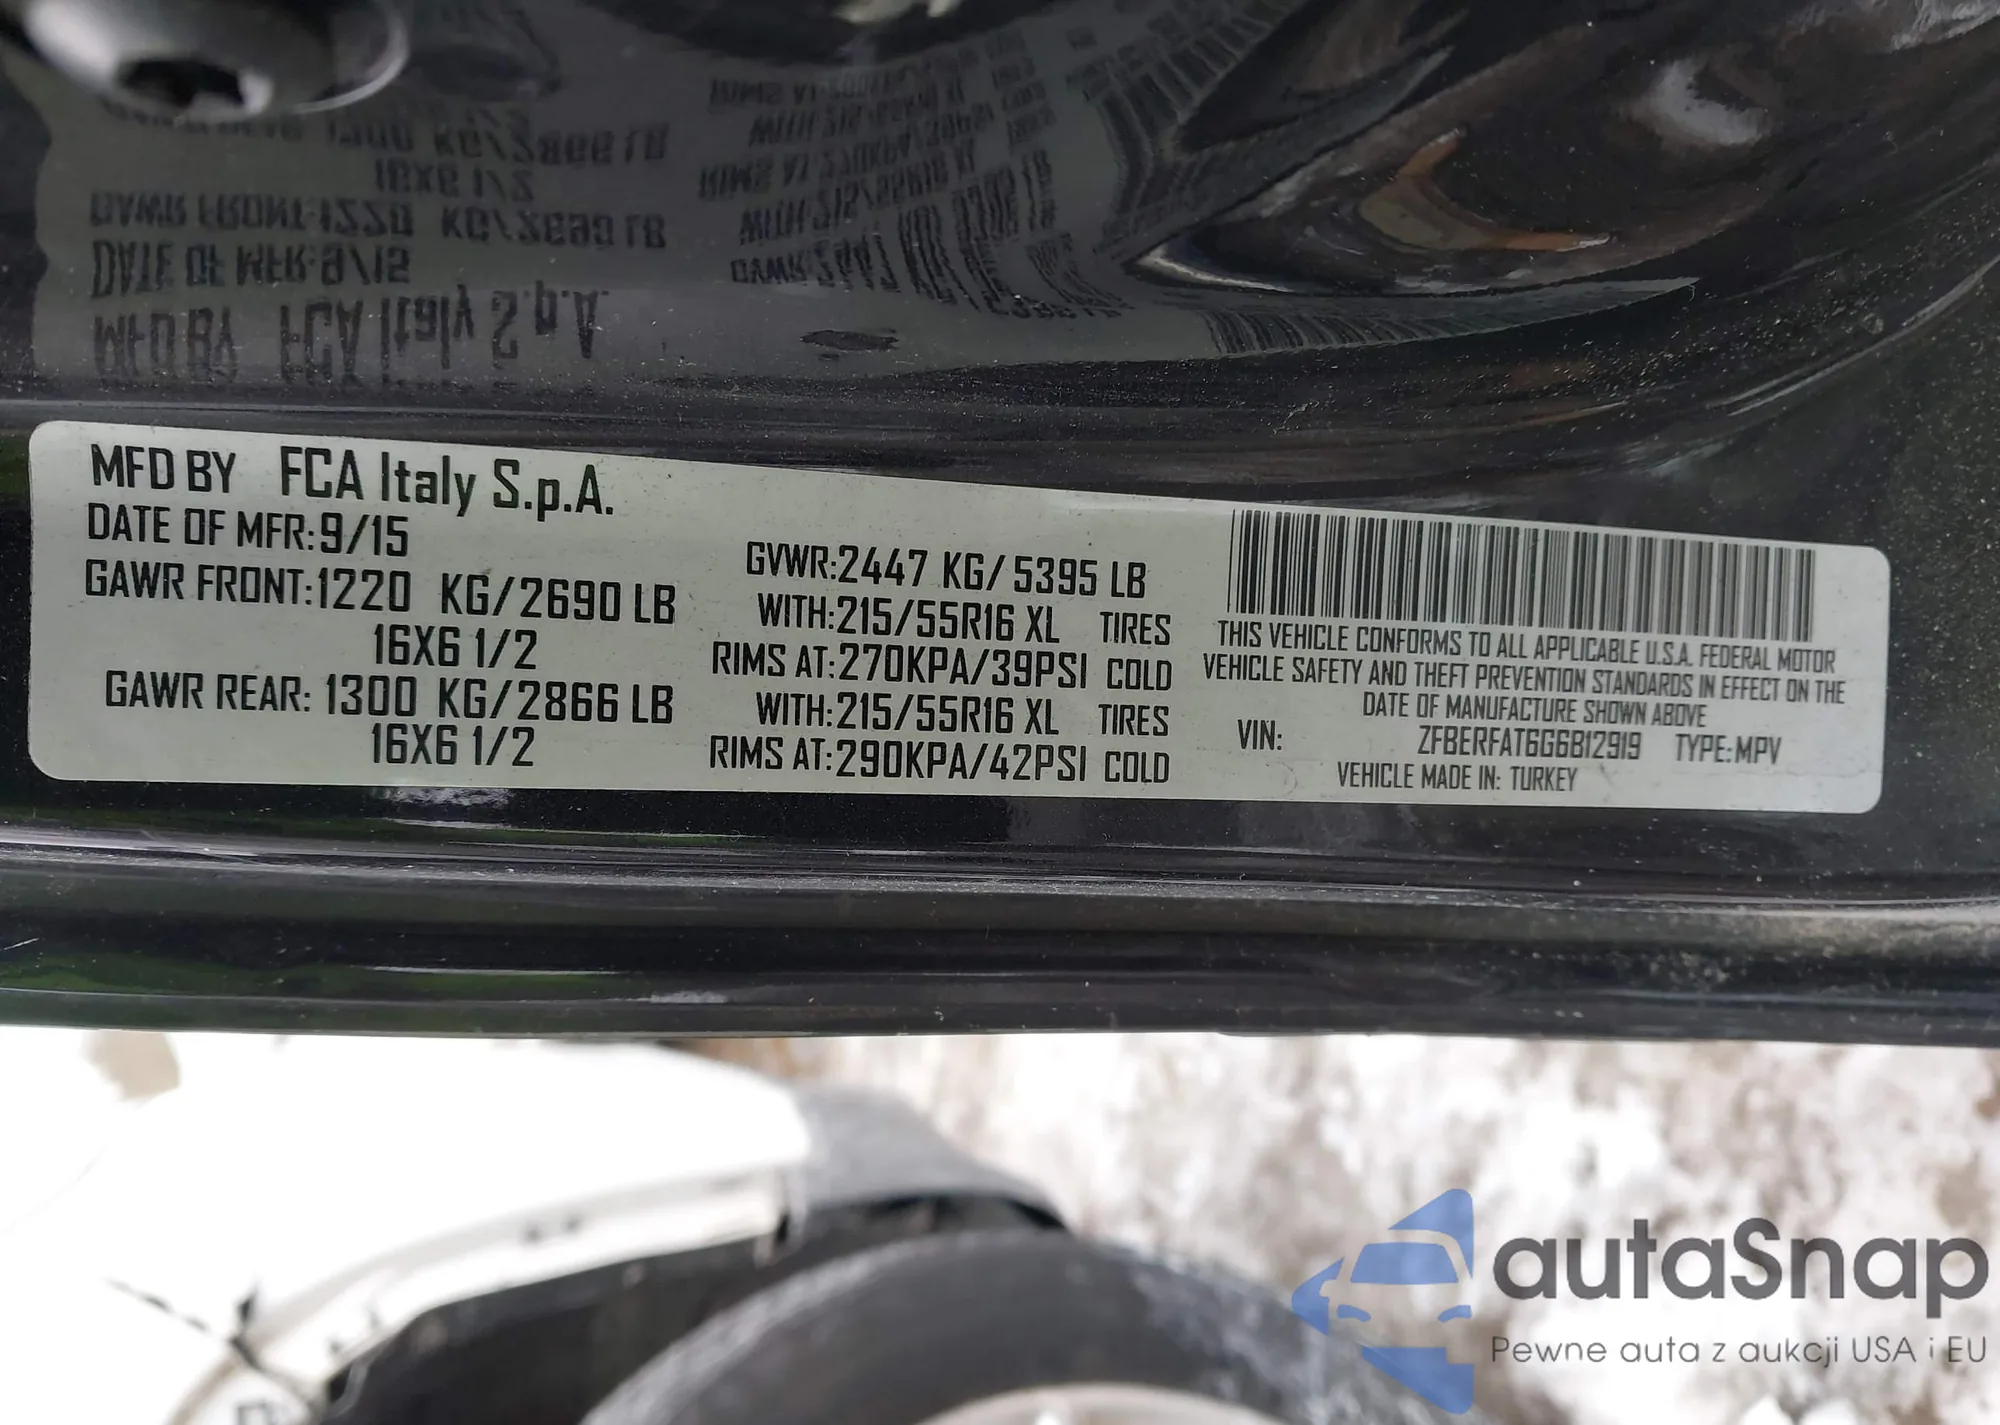 MFD BY FCA Italy S.p.A.
DATE OF MFR:9/15
GAWR FRONT:1220 KG/2690 LB
16X6 1/2
GAWR REAR: 1300 KG/2866 LB
16X6 1/2
GVWR:2447 KG/5395 LB
WITH:215/55R16 XL TIRES
RIMS AT:270KPA/39PSI COLD
WITH:215/55R16 XL TIRES
RIMS AT:290KPA/42PSI COLD
THIS VEHICLE CONFORMS TO ALL APPLICABLE U.S.A. FEDERAL MOTOR
VEHICLE SAFETY AND THEFT PREVENTION STANDARDS IN EFFECT ON THE
DATE OF MANUFACTURE SHOWN ABOVE
VIN: ZFBERFAT6G6B12919 TYPE:MPV
VEHICLE MADE IN: TURKEY
autaSnap
Pewne auta z aukcji USA i EU